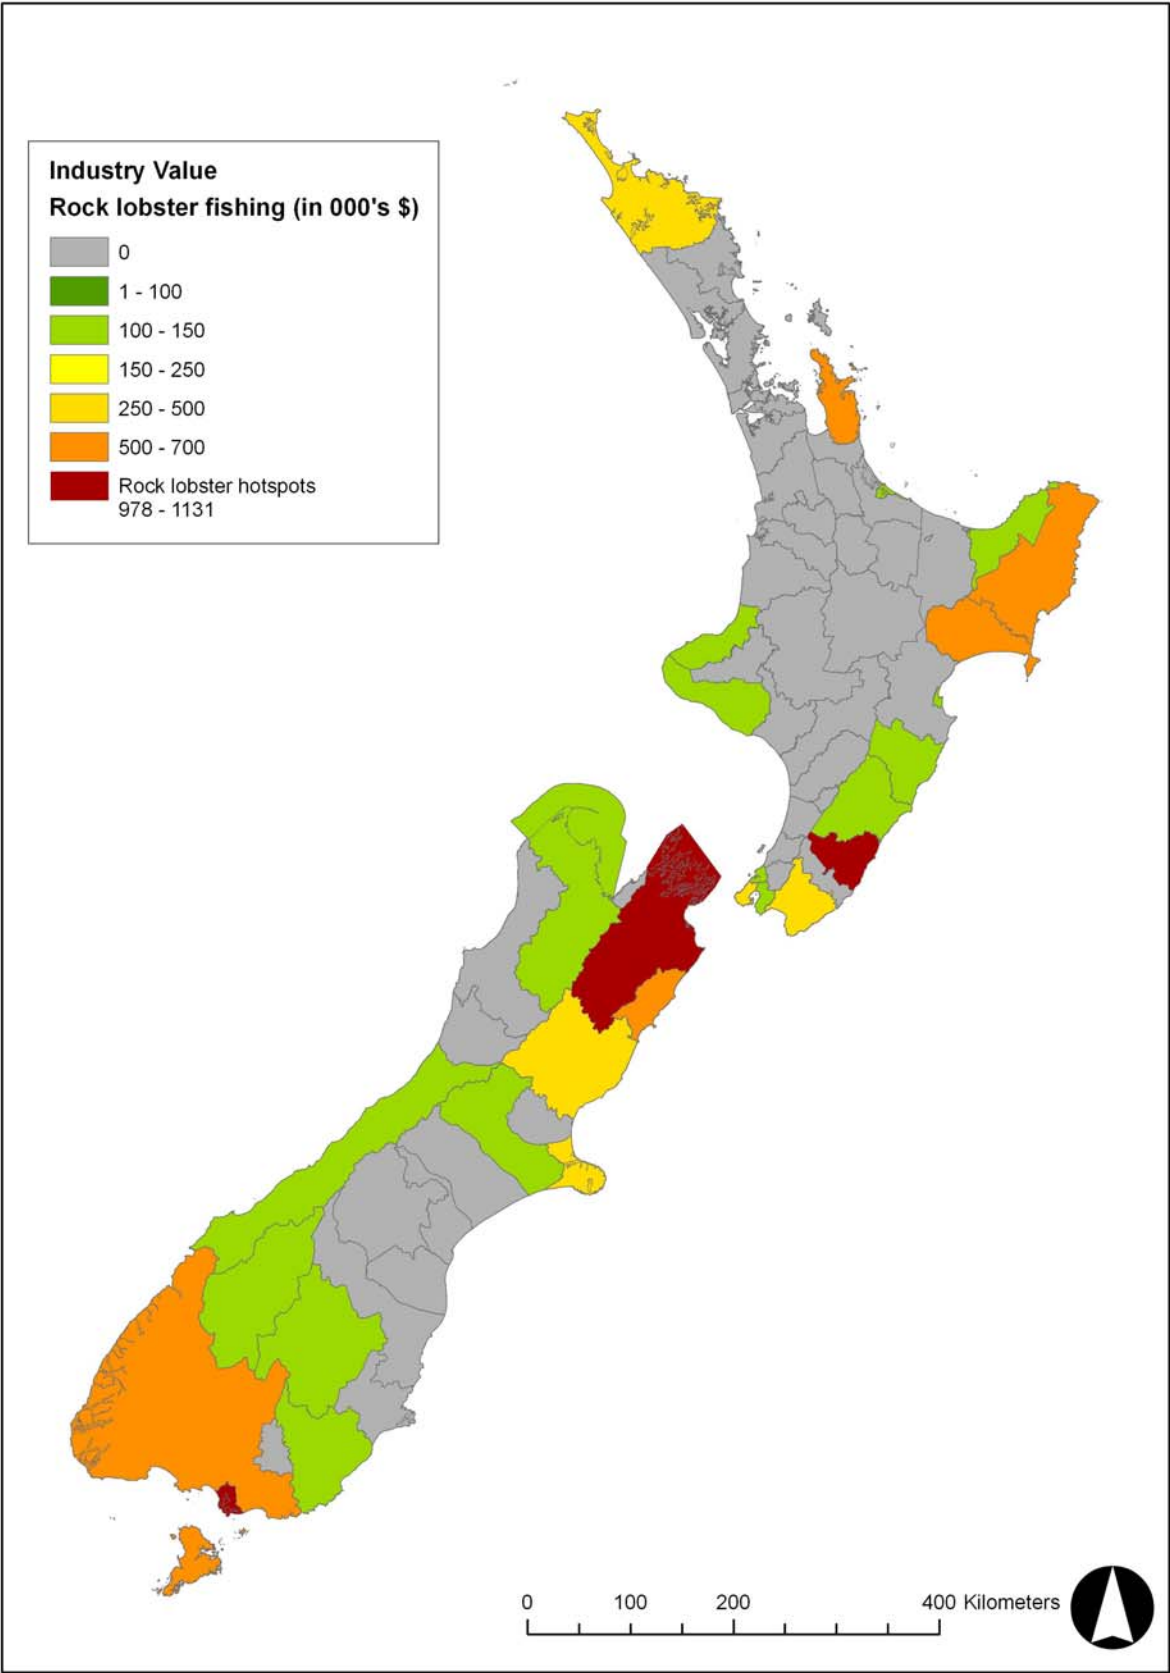 Industry Value
Rock lobster fishing (in 000's $)
0
1 - 100
100 - 150
150 - 250
250 - 500
500 - 700
Rock lobster hotspots
978 - 1131
0 100 200 400 Kilometers